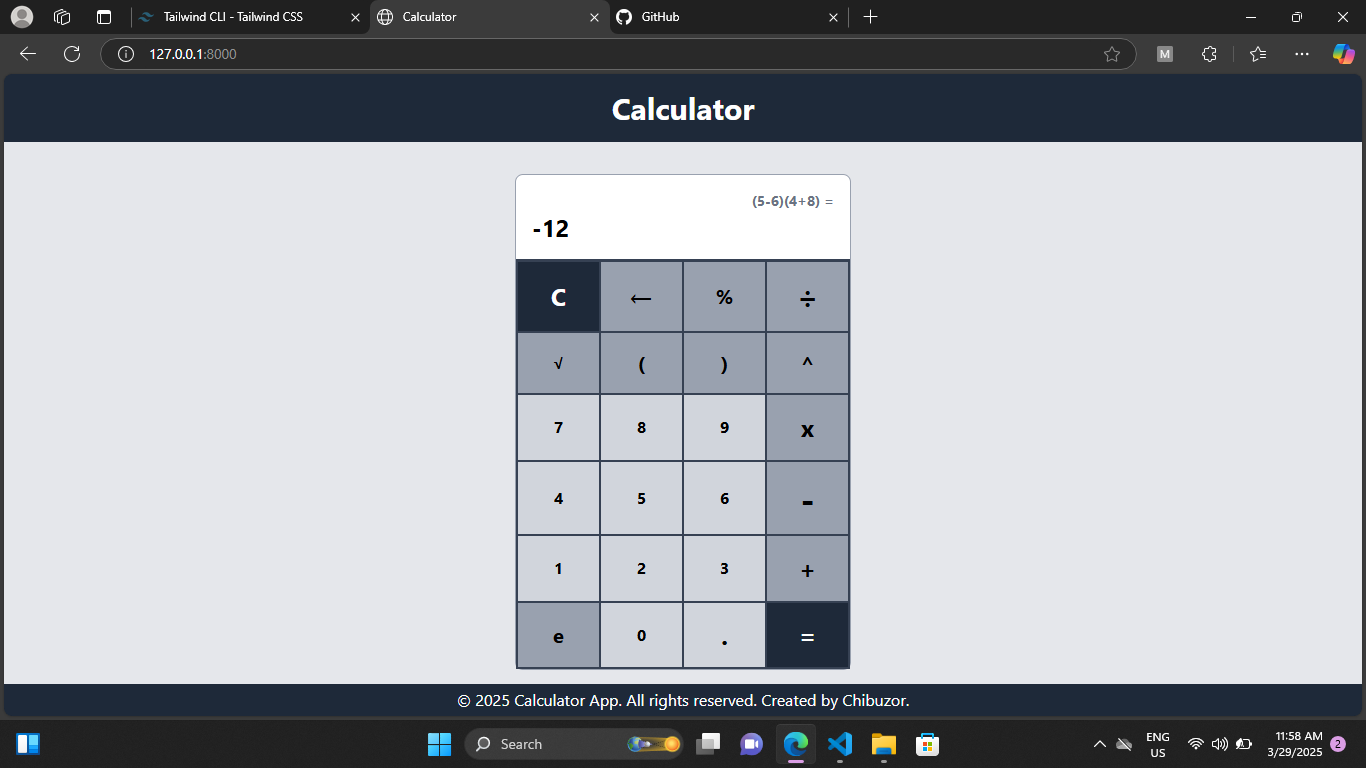 Tailwind CLI - Tailwind CSS
Calculator
GitHub
127.0.0.1:8000
M
Calculator
(5-6)(4+8) =
-12
C ← % ÷
√ ( ) ^
7 8 9 x
4 5 6 -
1 2 3 +
e 0 . =
© 2025 Calculator App. All rights reserved. Created by Chibuzor.
Search
ENG
US
11:58 AM
3/29/2025
2